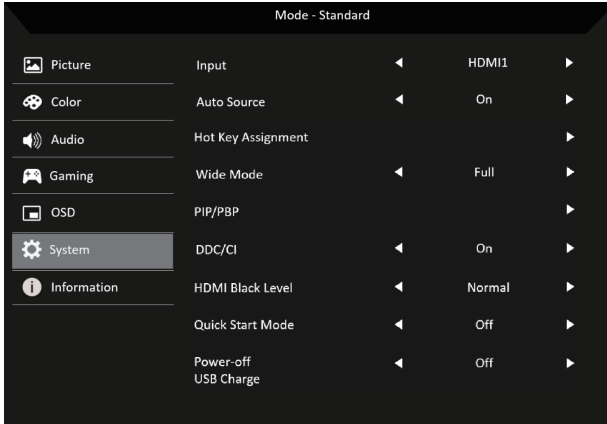 Mode - Standard
Picture
Color
Audio
Gaming
OSD
System
Information
Input HDMI1
Auto Source On
Hot Key Assignment
Wide Mode Full
PIP/PBP
DDC/CI On
HDMI Black Level Normal
Quick Start Mode Off
Power-off Off
USB Charge